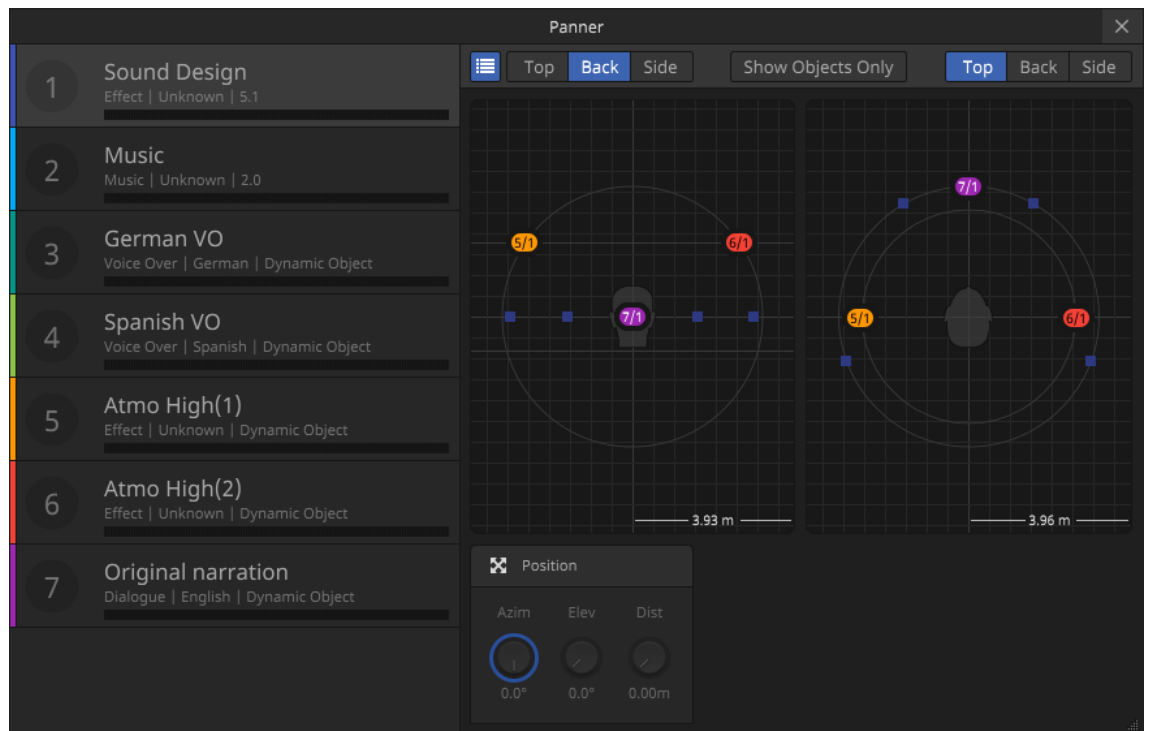 Panner
1
Sound Design
Effect | Unknown | 5.1
2
Music
Music | Unknown | 2.0
3
German VO
Voice Over | German | Dynamic Object
4
Spanish VO
Voice Over | Spanish | Dynamic Object
5
Atmo High(1)
Effect | Unknown | Dynamic Object
6
Atmo High(2)
Effect | Unknown | Dynamic Object
7
Original narration
Dialogue | English | Dynamic Object
Top Back Side Show Objects Only Top Back Side
5/1 6/1
7/1
3.93 m
7/1
5/1 6/1
3.96 m
Position
Azim Elev Dist
0.0° 0.0° 0.00m